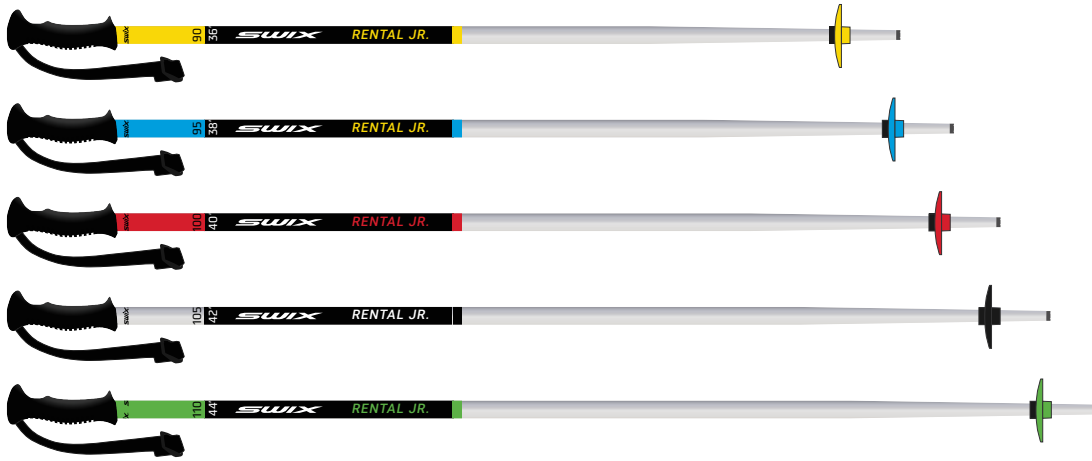 swix 90 36" SWIX RENTAL JR.
swix 95 38" SWIX RENTAL JR.
swix 100 40" SWIX RENTAL JR.
swix 105 42" SWIX RENTAL JR.
110 44" SWIX RENTAL JR.